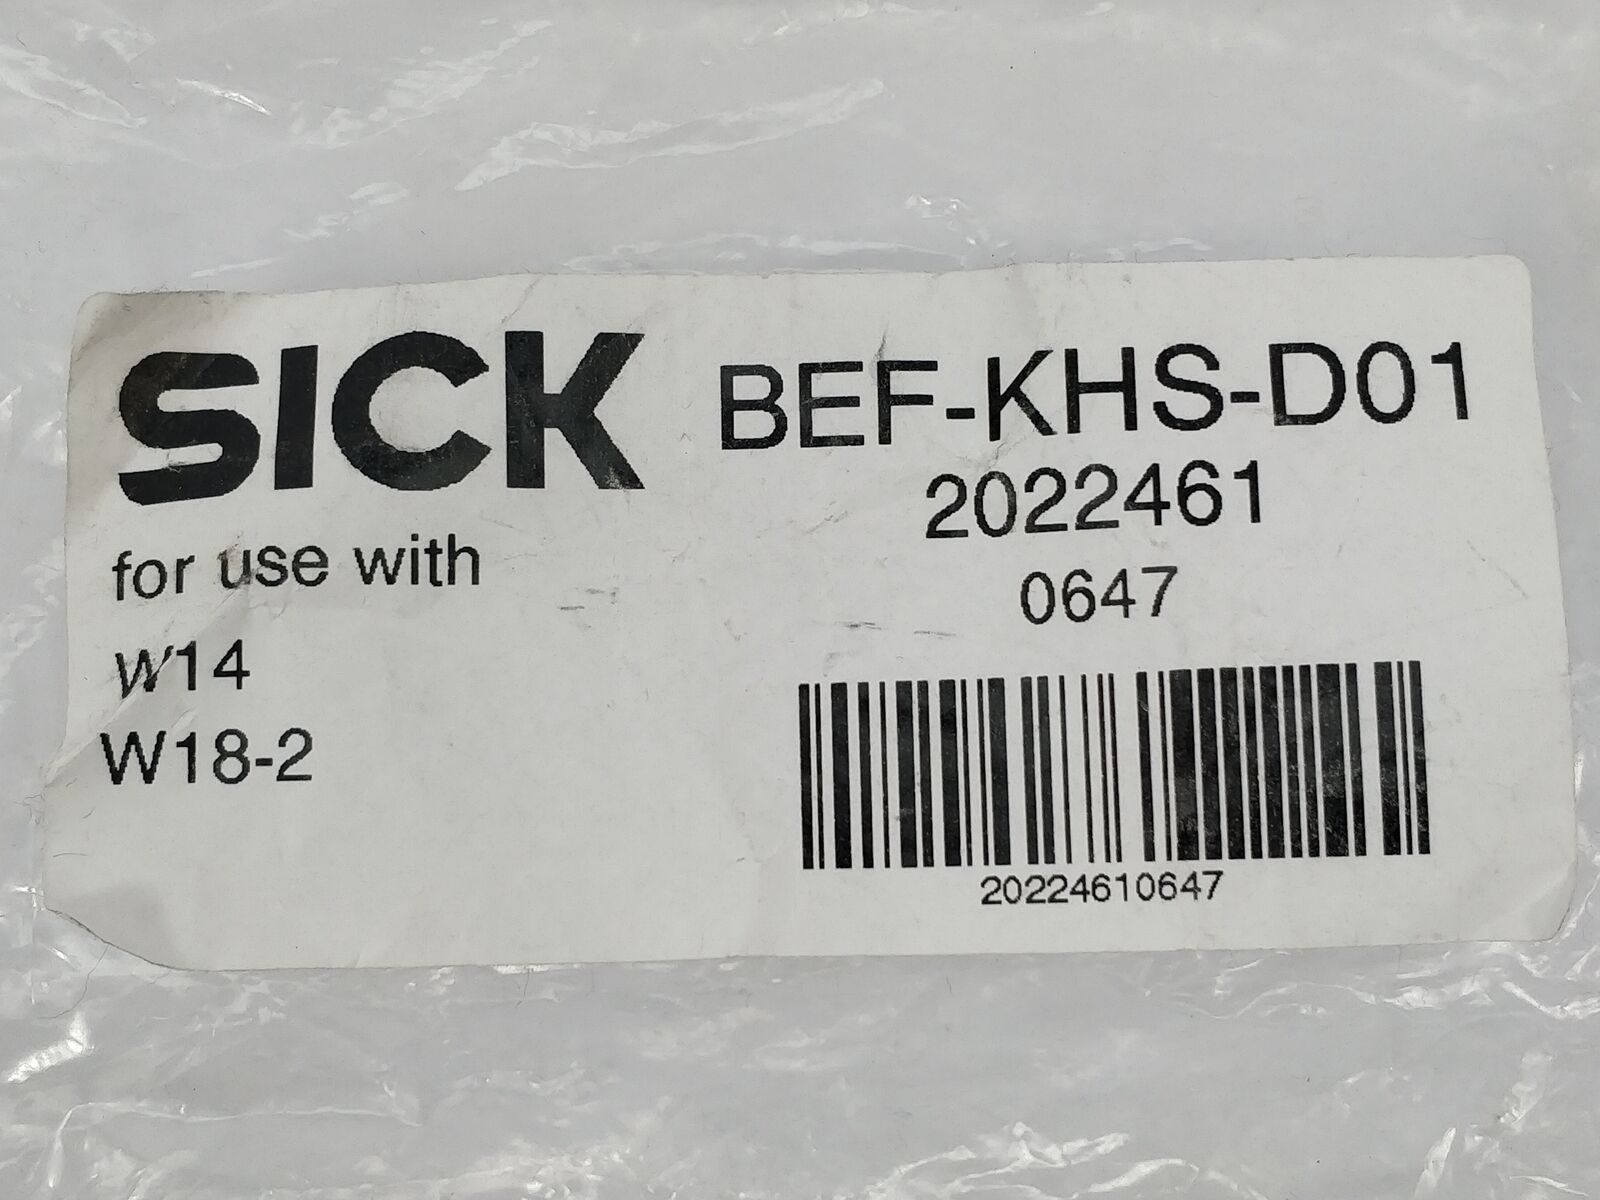 SICK
for use with
W14
W18-2
BEF-KHS-D01
2022461
0647
20224610647